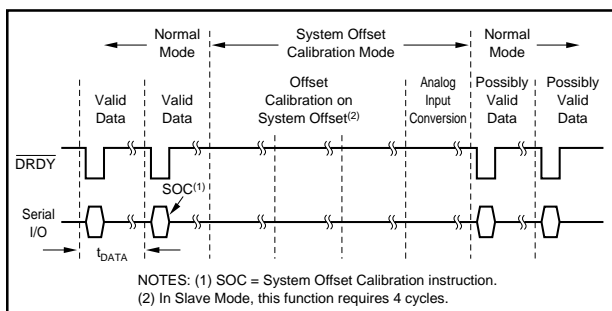 Normal
Mode
System Offset
Calibration Mode
Normal
Mode
Valid
Data
Valid
Data
Offset
Calibration on
System Offset(2)
Analog
Input
Conversion
Possibly
Valid
Data
Possibly
Valid
Data
DRDY
SOC(1)
Serial
I/O
tDATA
NOTES: (1) SOC = System Offset Calibration instruction.
(2) In Slave Mode, this function requires 4 cycles.